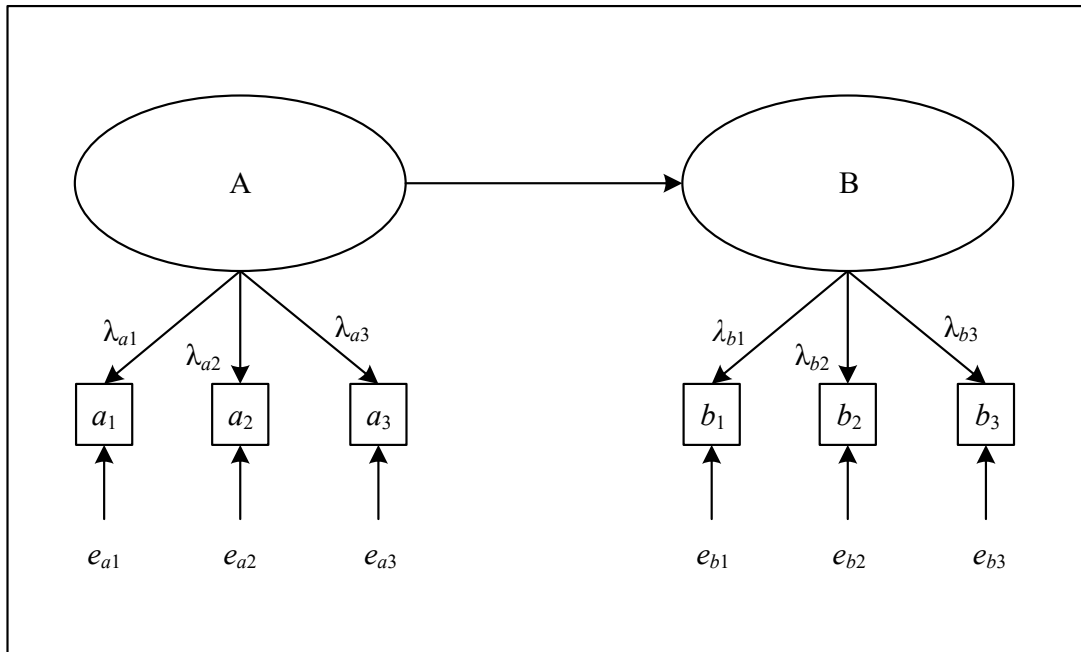 A B
λa1 λa2 λa3 λb1 λb2 λb3
a1 a2 a3 b1 b2 b3
ea1 ea2 ea3 eb1 eb2 eb3